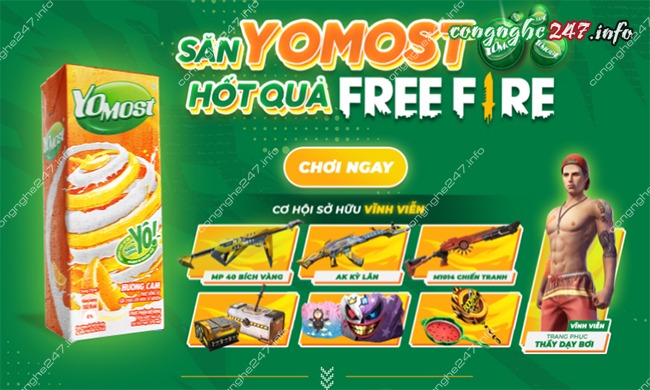 congnghe247.info
SĂN YOMOST
HỐT QUÀ FREE FIRE
YOMOST
CHƠI NGAY
CƠ HỘI SỞ HỮU VĨNH VIỄN
MP 40 BÍCH VÀNG
AK KỲ LÂN
M1014 CHIẾN TRANH
YO!
HƯƠNG CAM
VĨNH VIỄN
TRANG PHỤC
THẦY DẠY BƠI